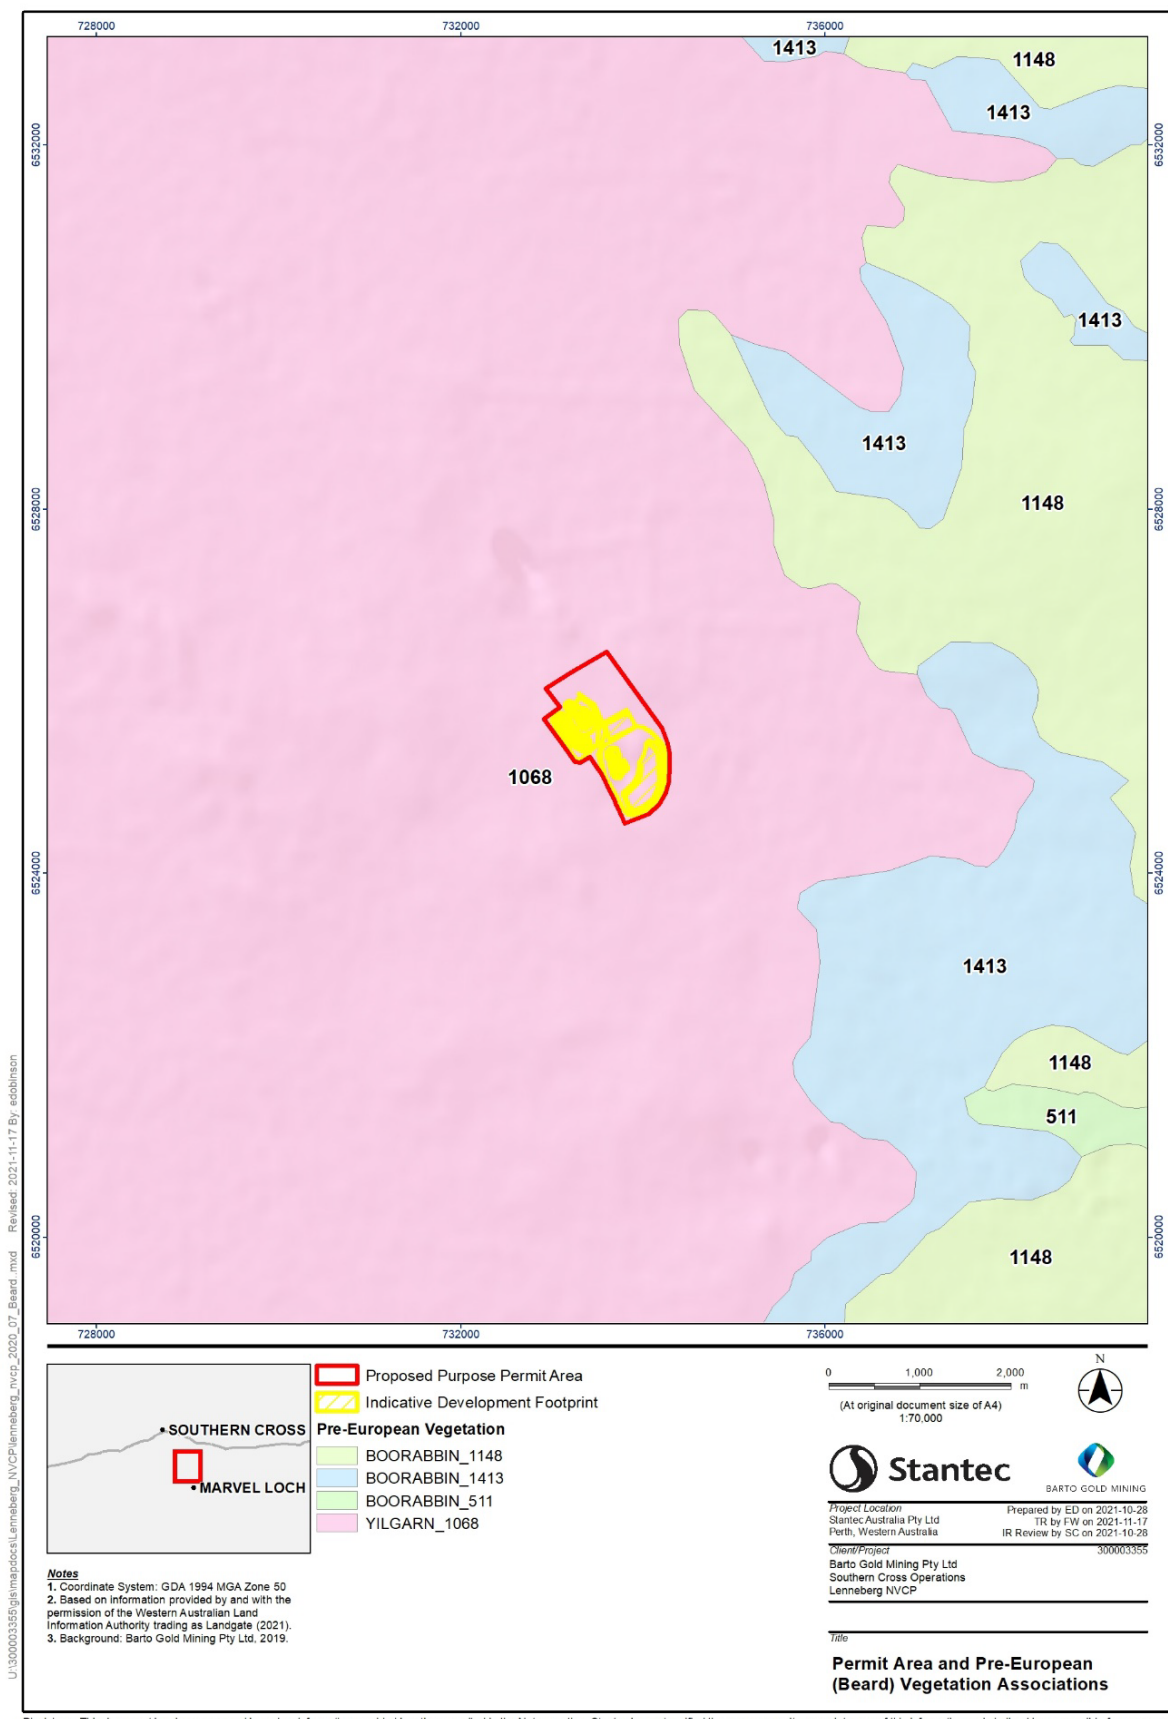 728000 732000 736000
1413
1148
1413
6532000 6532000
1413
1413
6528000 6528000
1148
1068
6524000 6524000
1413
1148
511
6520000 6520000
1148
728000 732000 736000
U:\300003355\gis\mapdocs\Lenneberg_NVCP\lenneberg_nvcp_2020_07_Beard.mxd Revised: 2021-11-17 By: edobinson
SOUTHERN CROSS
MARVEL LOCH
Proposed Purpose Permit Area
Indicative Development Footprint
Pre-European Vegetation
BOORABBIN_1148
BOORABBIN_1413
BOORABBIN_511
YILGARN_1068
Notes
1. Coordinate System: GDA 1994 MGA Zone 50
2. Based on information provided by and with the
permission of the Western Australian Land
Information Authority trading as Landgate (2021).
3. Background: Barto Gold Mining Pty Ltd, 2019.
0 1,000 2,000
m
(At original document size of A4)
1:70,000
N
Stantec
BARTO GOLD MINING
Project Location
Stantec Australia Pty Ltd
Perth, Western Australia
Prepared by ED on 2021-10-28
TR by FW on 2021-11-17
IR Review by SC on 2021-10-28
Client/Project 300003355
Barto Gold Mining Pty Ltd
Southern Cross Operations
Lenneberg NVCP
Title
Permit Area and Pre-European
(Beard) Vegetation Associations